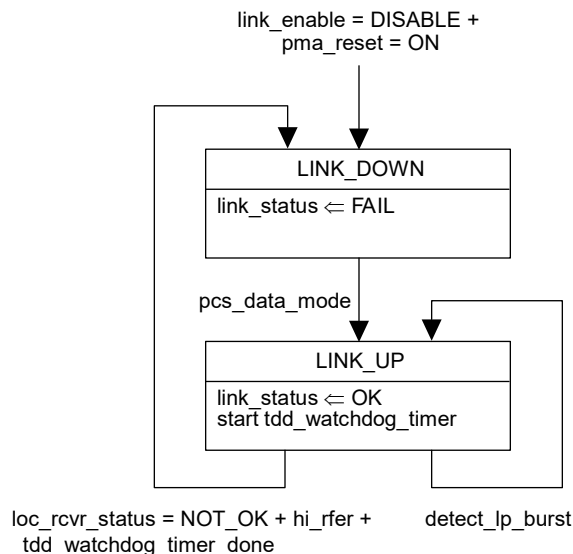 link_enable = DISABLE +
pma_reset = ON
LINK_DOWN
link_status ⇐ FAIL
pcs_data_mode
LINK_UP
link_status ⇐ OK
start tdd_watchdog_timer
loc_rcvr_status = NOT_OK + hi_rfer +
tdd_watchdog_timer_done
detect_lp_burst